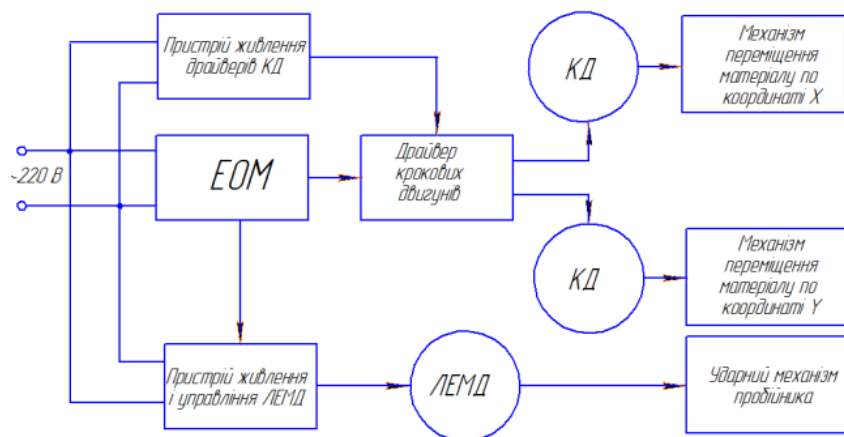 Пристрій живлення
драйверів КД
КД
Механізм
переміщення
матеріалу по
координаті X
~220 В
ЕОМ
Драйвер
крокових
двигунів
КД
Механізм
переміщення
матеріалу по
координаті Y
Пристрій живлення
і управління ЛЕМД
ЛЕМД
Ударний механізм
пробійника